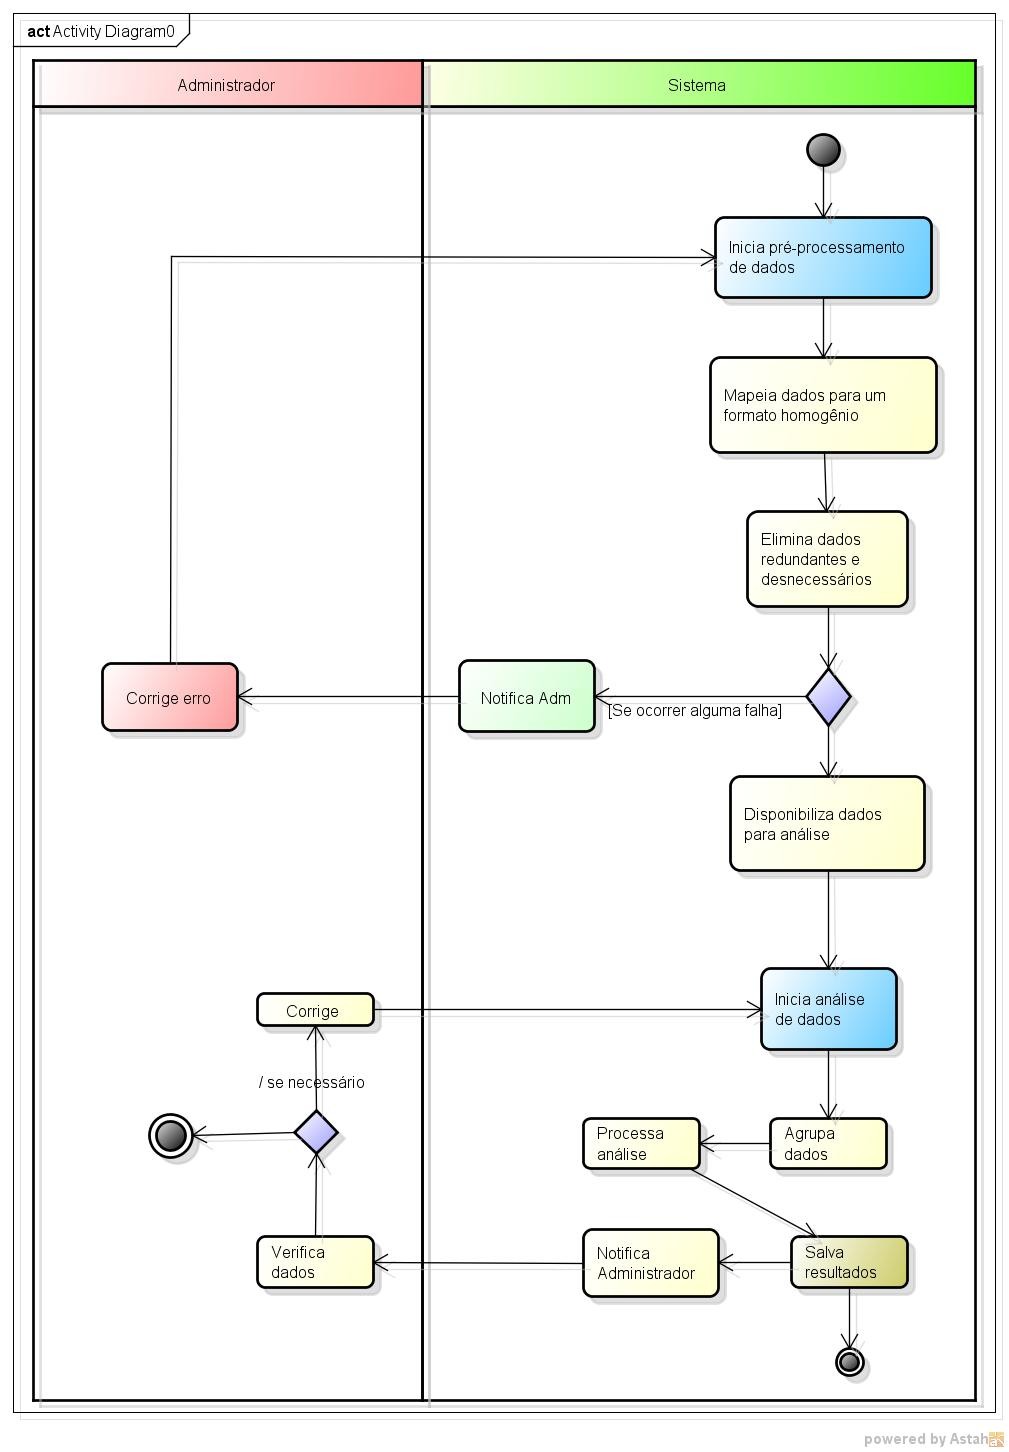 act Activity Diagram0
Administrador
Sistema
Inicia pré-processamento
de dados
Mapeia dados para um
formato homogênio
Elimina dados
redundantes e
desnecessários
Corrige erro
Notifica Adm
[Se ocorrer alguma falha]
Disponibiliza dados
para análise
Inicia análise
de dados
Corrige
/ se necessário
Processa
análise
Agrupa
dados
Verifica
dados
Notifica
Administrador
Salva
resultados
powered by Astah